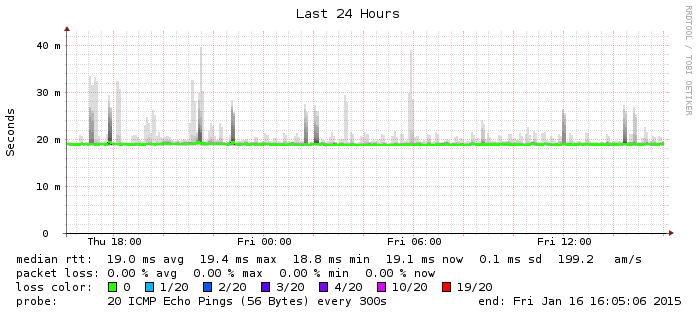 Last 24 Hours
RRDTOOL / TOBI OETIKER
Seconds
40 m
30 m
20 m
10 m
0
Thu 18:00 Fri 00:00 Fri 06:00 Fri 12:00
median rtt: 19.0 ms avg 19.4 ms max 18.8 ms min 19.1 ms now 0.1 ms sd 199.2 am/s
packet loss: 0.00 % avg 0.00 % max 0.00 % min 0.00 % now
loss color: 0 1/20 2/20 3/20 4/20 10/20 19/20
probe: 20 ICMP Echo Pings (56 Bytes) every 300s end: Fri Jan 16 16:05:06 2015